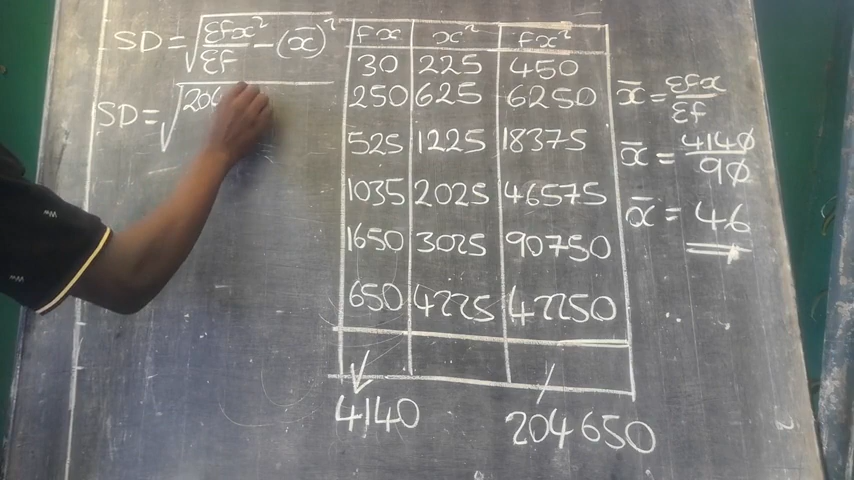 SD = √Σfx²/Σf - (x̄)²
SD = √20
fx x² fx²
30 225 450
250 625 6250
525 1225 18375
1035 2025 46575
1650 3025 90750
650 4225 42250
4140 204650
x̄ = Σfx/Σf
x̄ = 4140/90
x̄ = 46